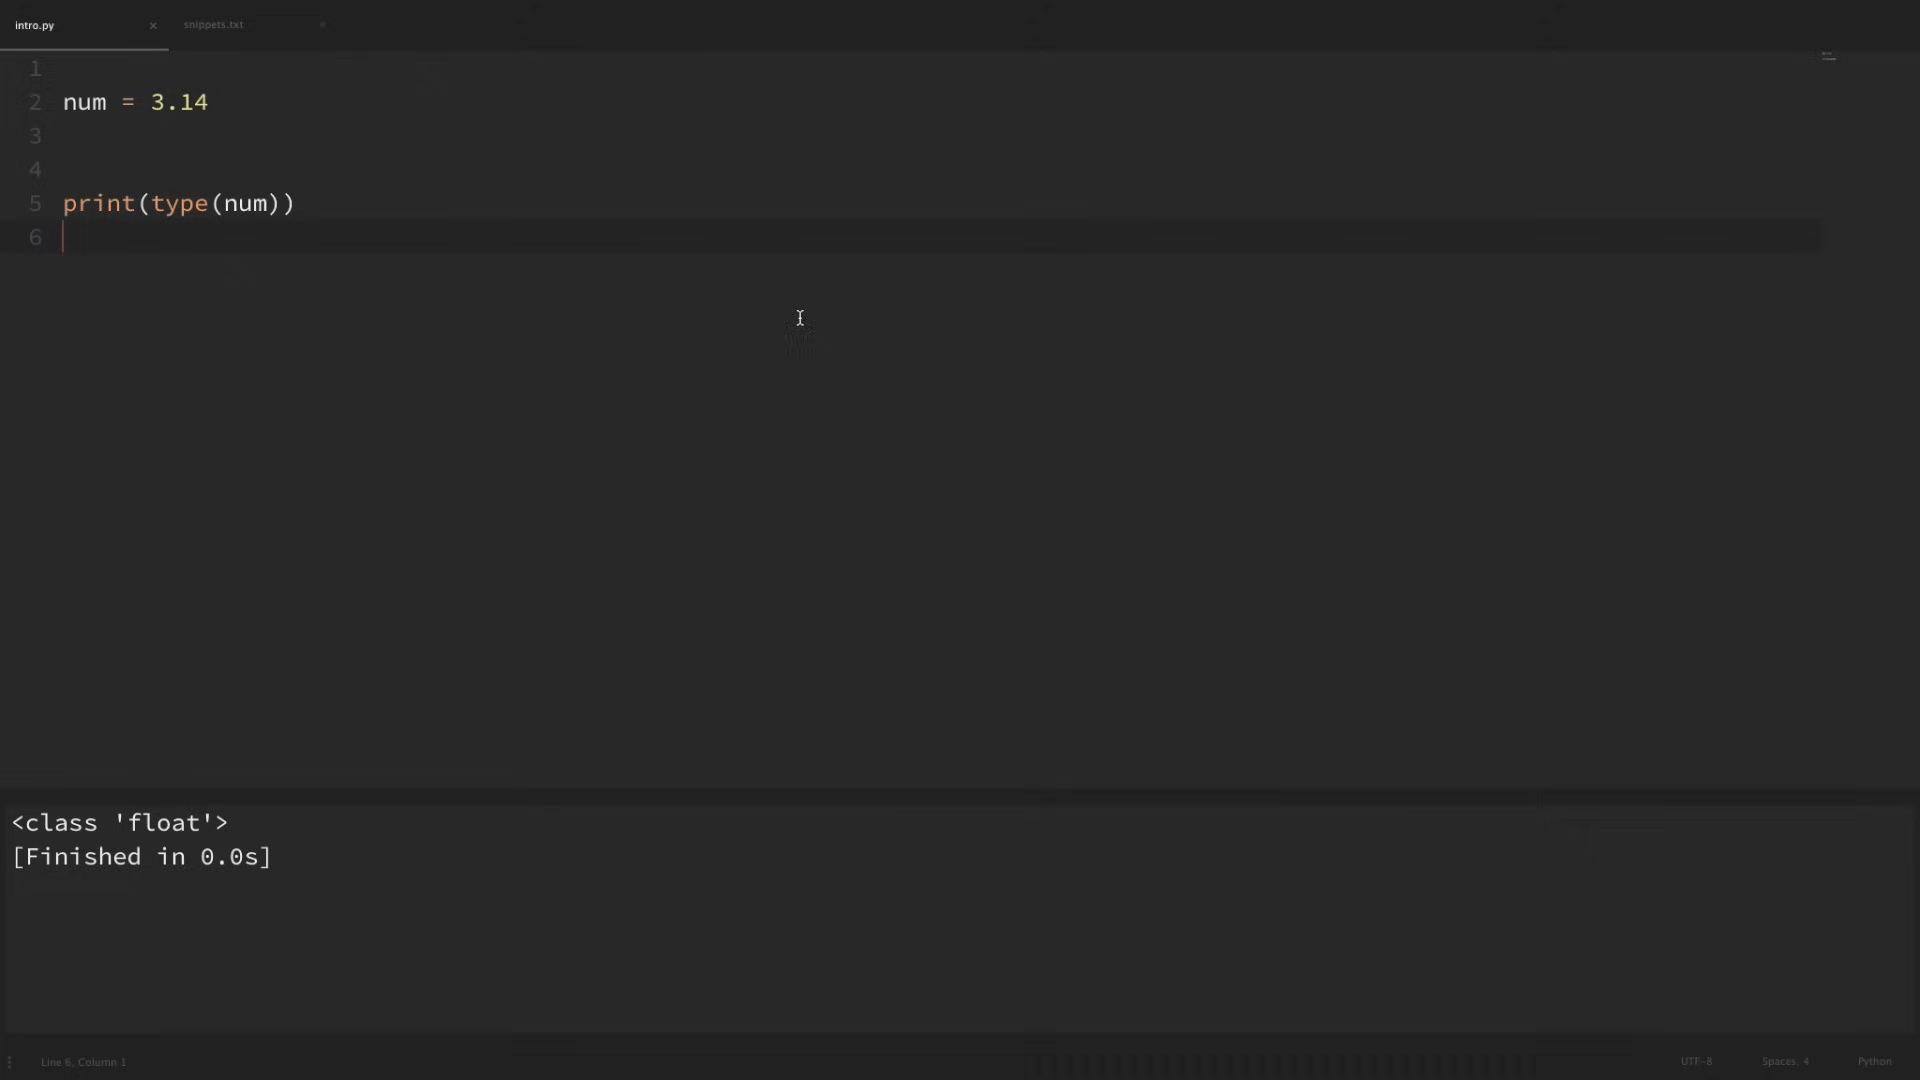 intro.py × snippets.txt
1
2 num = 3.14
3
4
5 print(type(num))
6
<class 'float'>
[Finished in 0.0s]
Line 6, Column 1 UTF-8 Spaces: 4 Python